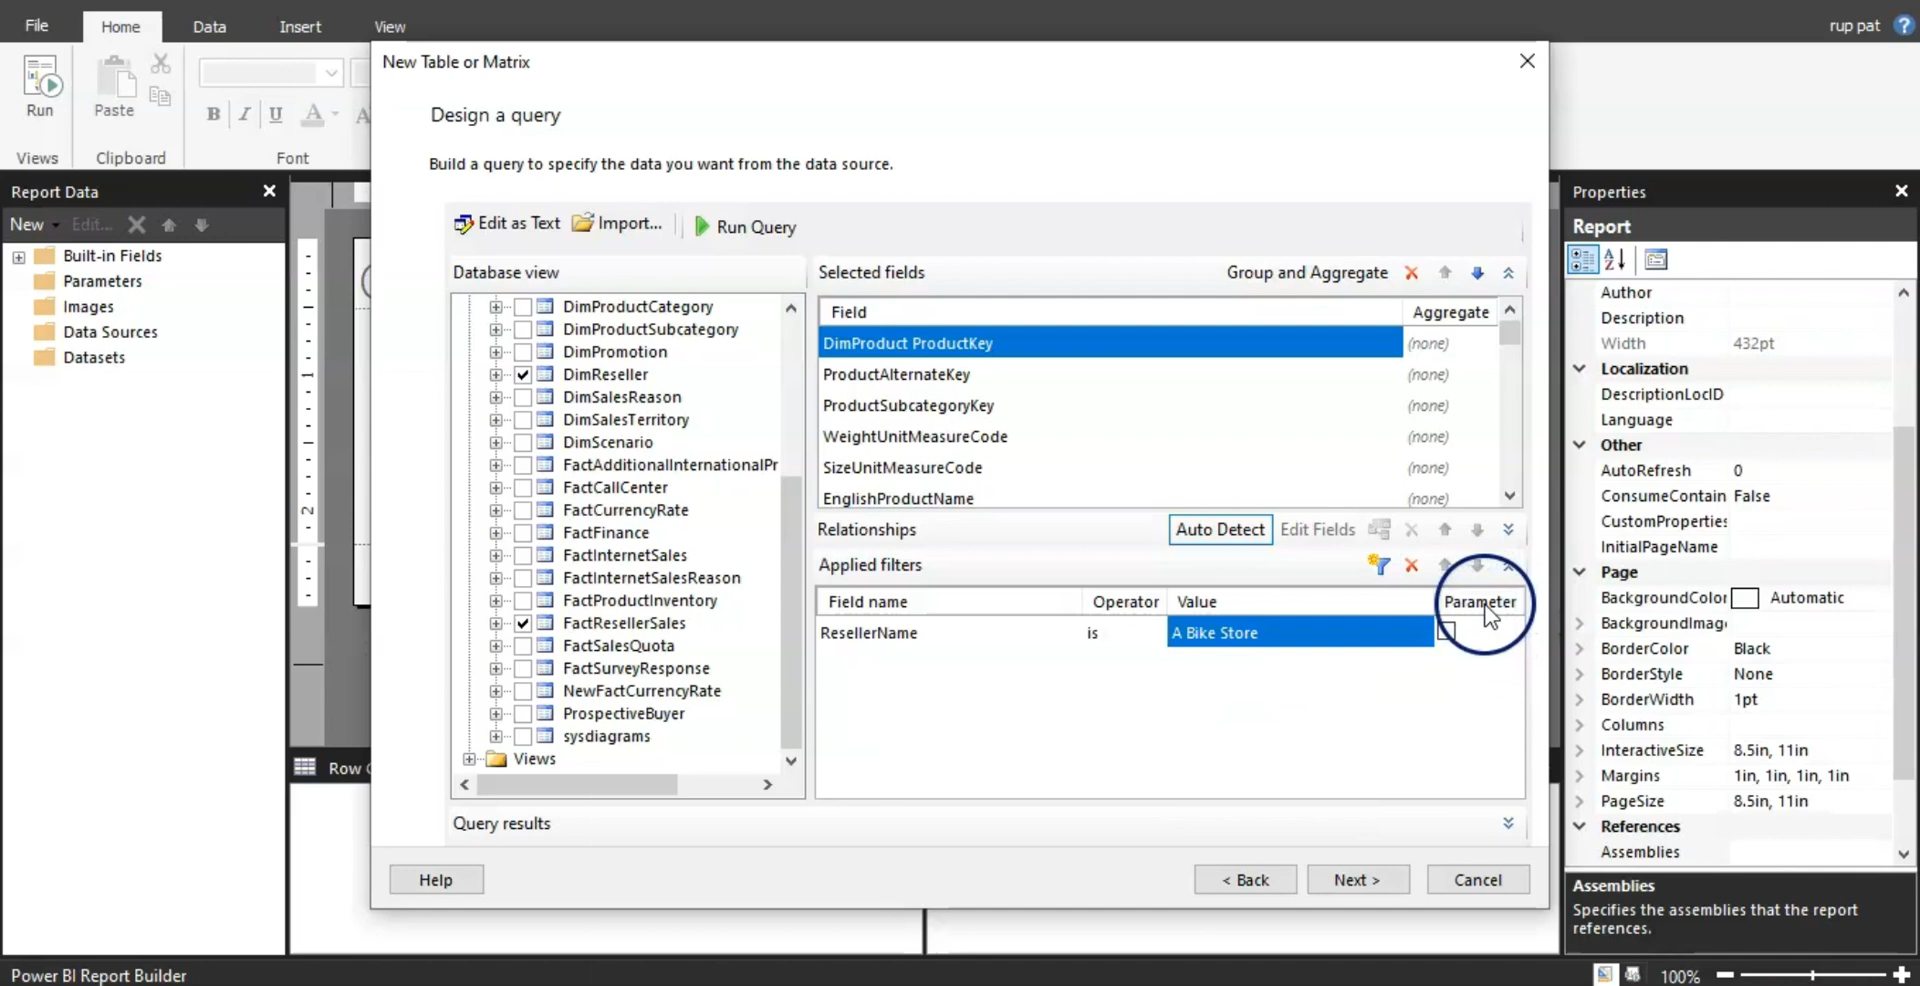 File
Home
Data
Insert
View
rup pat
Run
Paste
B I U A
Views
Clipboard
Font
New Table or Matrix
Design a query
Build a query to specify the data you want from the data source.
Report Data
New
Edit...
Built-in Fields
Parameters
Images
Data Sources
Datasets
Edit as Text
Import...
Run Query
Database view
DimProductCategory
DimProductSubcategory
DimPromotion
DimReseller
DimSalesReason
DimSalesTerritory
DimScenario
FactAdditionalInternationalPr
FactCallCenter
FactCurrencyRate
FactFinance
FactInternetSales
FactInternetSalesReason
FactProductInventory
FactResellerSales
FactSalesQuota
FactSurveyResponse
NewFactCurrencyRate
ProspectiveBuyer
sysdiagrams
Views
Selected fields
Group and Aggregate
Field Aggregate
DimProduct ProductKey (none)
ProductAlternateKey (none)
ProductSubcategoryKey (none)
WeightUnitMeasureCode (none)
SizeUnitMeasureCode (none)
EnglishProductName (none)
Relationships
Auto Detect
Edit Fields
Applied filters
Field name Operator Value Parameter
ResellerName is A Bike Store
Query results
Help
< Back
Next >
Cancel
1
2
Row
Properties
Report
Author
Description
Width 432pt
Localization
DescriptionLocID
Language
Other
AutoRefresh 0
ConsumeContain False
CustomProperties
InitialPageName
Page
BackgroundColor Automatic
BackgroundImag
BorderColor Black
BorderStyle None
BorderWidth 1pt
Columns
InteractiveSize 8.5in, 11in
Margins 1in, 1in, 1in, 1in
PageSize 8.5in, 11in
References
Assemblies
Assemblies
Specifies the assemblies that the report
references.
Power BI Report Builder
100%